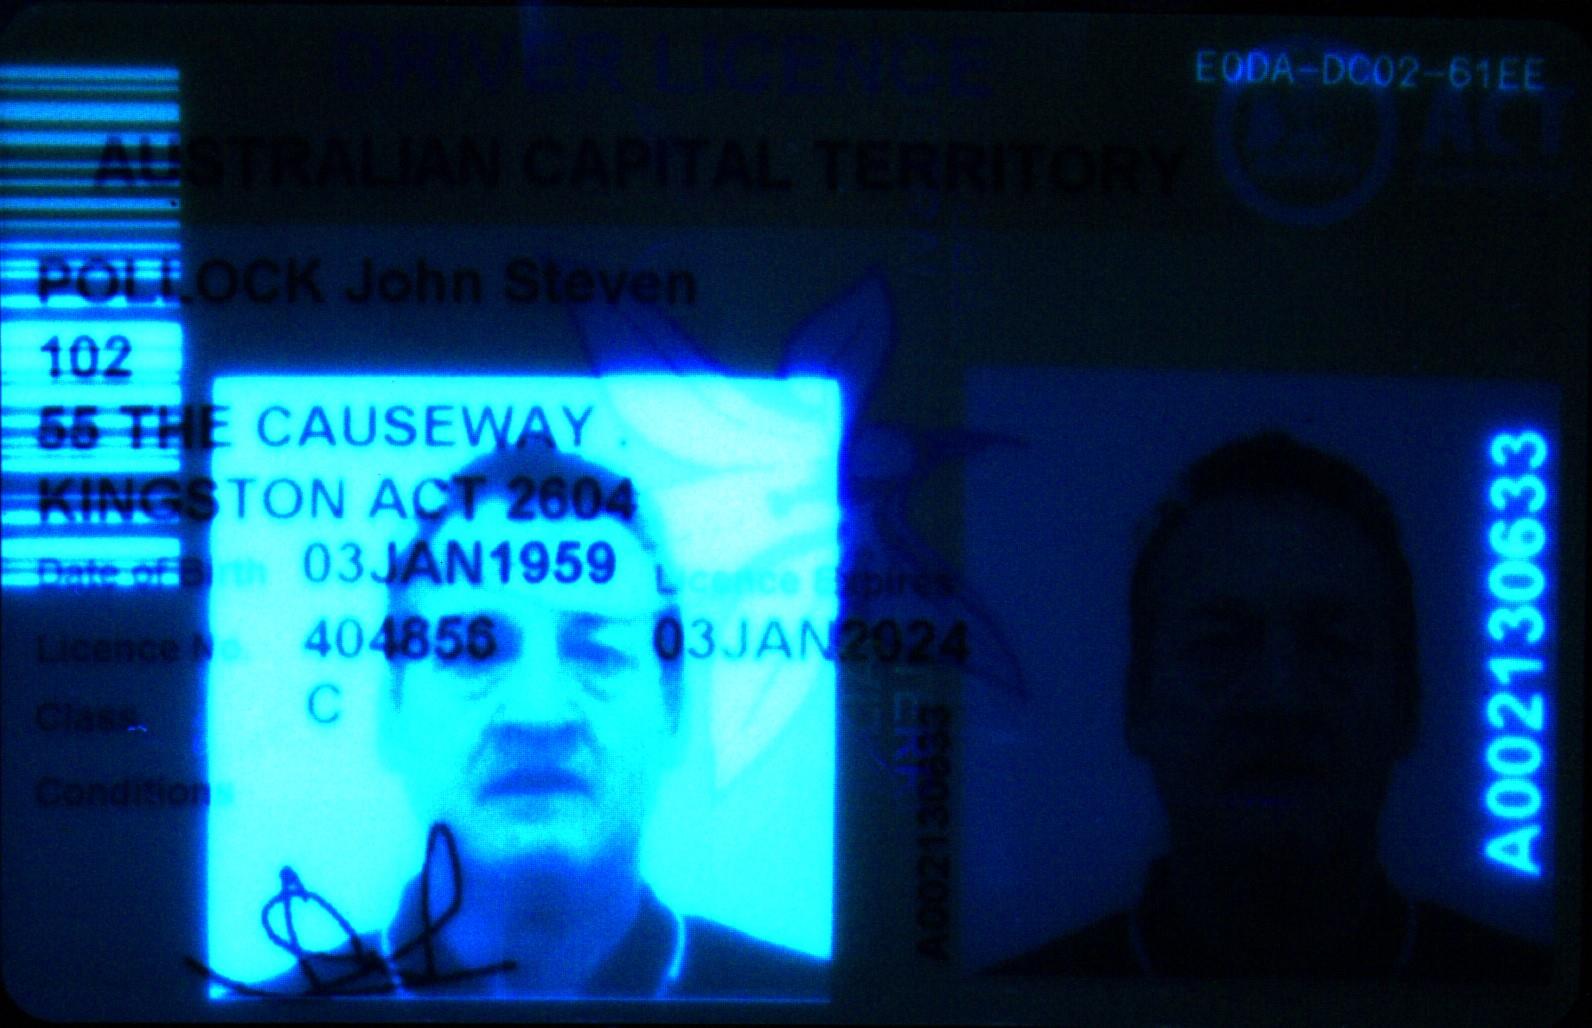 DRIVER LICENCE
E0DA-DC02-61EE
ACT
AUSTRALIAN CAPITAL TERRITORY
POLLOCK John Steven
102
55 THE CAUSEWAY .
KINGSTON ACT 2604
Date of Birth 03JAN1959 Licence Expires
Licence No. 404856 03JAN2024
Class C
Conditions
A002130633
A002130633